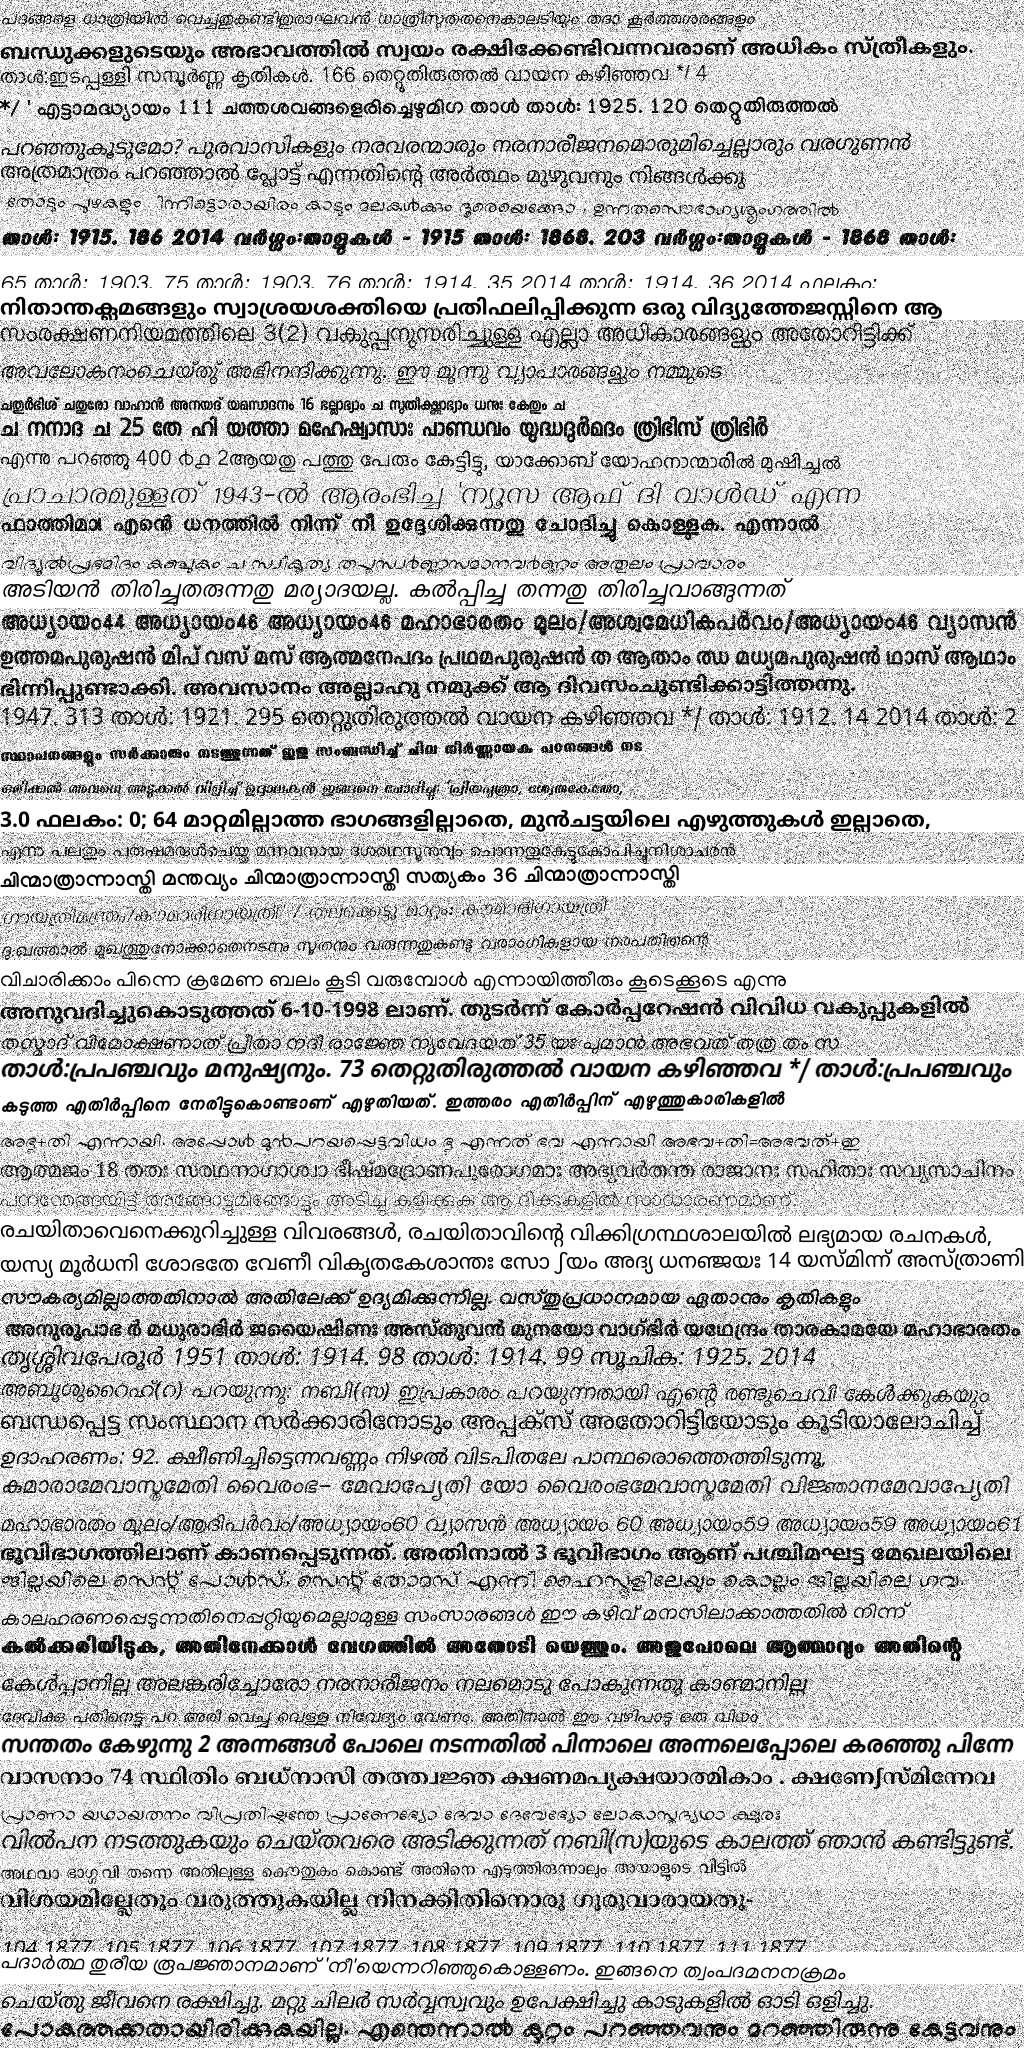 പദങ്ങളെ ധാത്രിയിൽ വെച്ചതുകണ്ടിതുരാഘവൻ ധാത്രീസുതതനെകാലടിയും തദാ കൂർത്തശരങ്ങളും
ബന്ധുക്കളുടെയും അഭാവത്തിൽ സ്വയം രക്ഷിക്കേണ്ടിവന്നവരാണ് അധികം സ്ത്രീകളും.
താൾ:ഇടപ്പള്ളി സമ്പൂർണ്ണ കൃതികൾ. 166 തെറ്റുതിരുത്തൽ വായന കഴിഞ്ഞവ */ 4
*/ ' എട്ടാമദ്ധ്യായം 111 ചത്തശവങ്ങളെരിച്ചെഴുമിഗ താൾ താൾ: 1925. 120 തെറ്റുതിരുത്തൽ
പറഞ്ഞുകൂടുമോ? പുരവാസികളും നരവരന്മാരും നരനാരീജനമൊരുമിച്ചെല്ലാരും വരഗുണൻ
അത്രമാത്രം പറഞ്ഞാൽ പ്ലോട്ട് എന്നതിന്റെ അർത്ഥം മുഴുവനും നിങ്ങൾക്കു
തോടും പുഴകളും മുന്നിട്ടൊരായിരം കാടും മലകൾക്കും ദൂരെയെങ്ങോ , ഉന്നതസൌഭാഗ്യശൃംഗത്തിൽ
താൾ: 1915. 186 2014 വർഗ്ഗം:താളുകൾ - 1915 താൾ: 1868. 203 വർഗ്ഗം:താളുകൾ - 1868 താൾ:
65 താൾ: 1903. 75 താൾ: 1903. 76 താൾ: 1914. 35 2014 താൾ: 1914. 36 2014 ഫലകം:
നിതാന്തക്ലമങ്ങളും സ്വാശ്രയശക്തിയെ പ്രതിഫലിപ്പിക്കുന്ന ഒരു വിദ്യുത്തേജസ്സിനെ ആ
സംരക്ഷണനിയമത്തിലെ 3(2) വകുപ്പനുസരിച്ചുള്ള എല്ലാ അധികാരങ്ങളും അതോറിട്ടിക്ക്
അവലോകനംചെയ്തു് അഭിനന്ദിക്കുന്നു. ഈ മൂന്നു വ്യാപാരങ്ങളും നമ്മുടെ
ചതുർഭിശ് ചതുരോ വാഹാൻ അനയദ് യമസാദനം 16 ഭല്ലാഭ്യാം ച സുതീക്ഷ്ണാഭ്യാം ധനുഃ കേതും ച
ച നനാദ ച 25 തേ ഹി യത്താ മഹേഷ്വാസാഃ പാണ്ഡവം യുദ്ധദുർമദം ത്രിഭിസ് ത്രിഭിർ
എന്നു പറഞ്ഞൂ 400 ൧൧ 2ആയതു പത്തു പേരും കേട്ടിട്ടു, യാക്കോബ് യോഹനാന്മാരിൽ മുഷിച്ചൽ
പ്രാചാരമുള്ളത് 1943-ൽ ആരംഭിച്ച 'ന്യൂസ ആഫ് ദി വാൾഡ്' എന്ന
ഫാത്തിമാ! എന്റെ ധനത്തിൽ നിന്ന് നീ ഉദ്ദേശിക്കുന്നതു ചോദിച്ചു കൊള്ളുക. എന്നാൽ
വിദ്യുൽപ്രഭമിദം കഞ്ചുകം ച സ്വീകൃത്യ തപ്തസ്വർണ്ണാസമാനവർണ്ണം അതുലം പ്രാവാരം
അടിയൻ തിരിച്ചുതരുന്നതു മര്യാദയല്ല. കൽപ്പിച്ചു തന്നതു തിരിച്ചുവാങ്ങുന്നത്
അധ്യായം44 അധ്യായം46 അധ്യായം46 മഹാഭാരതം മൂലം/അശ്വമേധികപർവം/അധ്യായം46 വ്യാസൻ
ഉത്തമപുരുഷൻ മിപ് വസ് മസ് ആത്മനേപദം പ്രഥമപുരുഷൻ ത ആതാം ഝ മധ്യമപുരുഷൻ ഥാസ് ആഥാം
ഭിന്നിപ്പുണ്ടാക്കി. അവസാനം അല്ലാഹു നമുക്ക് ആ ദിവസംചൂണ്ടിക്കാട്ടിത്തന്നു.
1947. 313 താൾ: 1921. 295 തെറ്റുതിരുത്തൽ വായന കഴിഞ്ഞവ */ താൾ: 1912. 14 2014 താൾ: 2
സ്ഥാപനങ്ങളും സർക്കാരും നടത്തുന്നത് ഇതു സംബന്ധിച്ച് ചില നിർണ്ണായക പഠനങ്ങൾ നട
ഒരിക്കൽ അവരെ അടുക്കൽ വിളിച്ച് ഉദ്ദാലകൻ ഇങ്ങനെ ചോദിച്ചു: 'പ്രിയപുത്രാ, ശ്വേതകേതോ,
3.0 ഫലകം: 0; 64 മാറ്റമില്ലാത്ത ഭാഗങ്ങളില്ലാതെ, മുൻചട്ടയിലെ എഴുത്തുകൾ ഇല്ലാതെ,
എന്നു പലതും പരുഷമരുൾചെയ്തു മന്നവനായ ദശരഥസൂനുവും ചൊന്നതുകേട്ടുകോപിച്ചുനിശാചരൻ
ചിന്മാത്രാന്നാസ്തി മന്തവ്യം ചിന്മാത്രാന്നാസ്തി സത്യകം 36 ചിന്മാത്രാന്നാസ്തി
ഗായത്രിമന്ത്രം/കൗമാരിഗായത്രി / തലക്കെട്ടു മാറ്റം: കൗമാരിഗായത്രി
ദുഃഖത്താൽ മുഖത്തുനോക്കാതെനടന്നു സൂതനും വരുന്നതുകണ്ടു വരാംഗികളായ നരപതിതന്റെ
വിചാരിക്കാം പിന്നെ ക്രമേണ ബലം കൂടി വരുമ്പോൾ എന്നായിത്തീരും കൂടെക്കൂടെ എന്നു
അനുവദിച്ചുകൊടുത്തത് 6-10-1998 ലാണ്. തുടർന്ന് കോർപ്പറേഷൻ വിവിധ വകുപ്പുകളിൽ
തസ്മാദ് വിമോക്ഷണാത് പ്രീതാ നദീ രാജ്ഞേ ന്യവേദയത് 35 യഃ പുമാൻ അഭവത് തത്ര തം സ
താൾ:പ്രപഞ്ചവും മനുഷ്യനും. 73 തെറ്റുതിരുത്തൽ വായന കഴിഞ്ഞവ */ താൾ:പ്രപഞ്ചവും
കടുത്ത എതിർപ്പിനെ നേരിട്ടുകൊണ്ടാണ് എഴുതിയത്. ഇത്തരം എതിർപ്പിന് എഴുത്തുകാരികളിൽ
അഭൂ+തി എന്നായി. അപ്പോൾ മുൻപറയപ്പെട്ടവിധം ഭൂ എന്നത് ഭവ എന്നായി അഭവ+തി=അഭവത്+ഇ
ആത്മജം 18 തതഃ സരഥനാഗാശ്വാ ഭീഷ്മദ്രോണപുരോഗമാഃ അഭ്യവർതന്ത രാജാനഃ സഹിതാഃ സവ്യസാചിനം
പനന്തേങ്ങയിട്ട് അങ്ങോട്ടുമിങ്ങോട്ടും അടിച്ചു കളിക്കുക ആ ദിക്കുകളിൽ സാധാരണമാണ്.
രചയിതാവെനെക്കുറിച്ചുള്ള വിവരങ്ങൾ, രചയിതാവിന്റെ വിക്കിഗ്രന്ഥശാലയിൽ ലഭ്യമായ രചനകൾ,
യസ്യ മൂർധനി ശോഭതേ വേണീ വികൃതകേശാന്തഃ സോ ഽയം അദ്യ ധനഞ്ജയഃ 14 യസ്മിന്ന് അസ്ത്രാണി
സൗകര്യമില്ലാത്തതിനാൽ അതിലേക്ക് ഉദ്യമിക്കുന്നില്ല. വസ്തുപ്രധാനമായ ഏതാനും കൃതികളും
അനുരൂപാഭ ർ മധുരാഭിർ ജയൈഷിണഃ അസ്തുവൻ മുനയോ വാഗ്ഭിർ യഥേന്ദ്രം താരകാമയേ മഹാഭാരതം
തൃശ്ശിവപേരൂർ 1951 താൾ: 1914. 98 താൾ: 1914. 99 സൂചിക: 1925. 2014
അബുശുറൈഹ്(റ) പറയുന്നു: നബി(സ) ഇപ്രകാരം പറയുന്നതായി എന്റെ രണ്ടുചെവി കേൾക്കുകയും
ബന്ധപ്പെട്ട സംസ്ഥാന സർക്കാരിനോടും അപ്പക്സ് അതോറിട്ടിയോടും കൂടിയാലോചിച്ച്
ഉദാഹരണം: 92. ക്ഷീണിച്ചിട്ടെന്നവണ്ണം നിഴൽ വിടപിതലേ പാന്ഥരൊത്തെത്തിടുന്നൂ,
കുമാരാമേവാസ്തമേതി വൈരംഭ- മേവാപ്യേതി യോ വൈരംഭമേവാസ്തമേതി വിജ്ഞാനമേവാപ്യേതി
മഹാഭാരതം മൂലം/ആദിപർവം/അധ്യായം60 വ്യാസൻ അധ്യായം 60 അധ്യായം59 അധ്യായം59 അധ്യായം61
ഭൂവിഭാഗത്തിലാണ് കാണപ്പെടുന്നത്. അതിനാൽ 3 ഭൂവിഭാഗം ആണ് പശ്ചിമഘട്ട മേഖലയിലെ
ജില്ലയിലെ സെന്റ് പോൾസ്, സെന്റ് തോമസ് എന്നീ ഹൈസ്കൂളിലേയും കൊല്ലം ജില്ലയിലെ ഗവ.
കാലഹരണപ്പെടുന്നതിനെപ്പറ്റിയുമെല്ലാമുള്ള സംസാരങ്ങൾ ഈ കഴിവ് മനസിലാക്കാത്തതിൽ നിന്ന്
കൽക്കരിയിടുക, അതിനേക്കാൾ വേഗത്തിൽ അതോടി യെത്തും. അതുപോലെ ആത്മാവും അതിന്റെ
കേൾപ്പാനില്ല അലങ്കരിച്ചോരോ നരനാരീജനം നലമൊടു പോകുന്നതു കാണ്മാനില്ല
ദേവിക്കു പതിനെട്ടു പറ അരി വെച്ച വെള്ള നിവേദ്യം വേണം. അതിനാൽ ഈ വഴിപാടു ഒരു വിധം
സന്തതം കേഴുന്നു 2 അന്നങ്ങൾ പോലെ നടന്നതിൽ പിന്നാലെ അന്നലെപ്പോലെ കരഞ്ഞു പിന്നേ
വാസനാം 74 സ്ഥിതിം ബധ്നാസി തത്ത്വജ്ഞ ക്ഷണമപ്യക്ഷയാത്മികാം . ക്ഷണേഽസ്മിന്നേവ
പ്രാണാ യഥായതനം വിപ്രതിഷ്ഠന്തേ പ്രാണേഭ്യോ ദേവാ ദേവേഭ്യോ ലോകാസ്തദ്യഥാ ക്ഷുരഃ
വിൽപന നടത്തുകയും ചെയ്തവരെ അടിക്കുന്നത് നബി(സ)യുടെ കാലത്ത് ഞാൻ കണ്ടിട്ടുണ്ട്.
അഥവാ ഭാഗ്ഗവി തന്നെ അതിലുള്ള കൌതുകം കൊണ്ട് അതിനെ എടുത്തിരുന്നാലും അയാളുടെ വിട്ടിൽ
വിശയമില്ലേതും വരുത്തുകയില്ല നിനക്കിതിനൊരു ഗുരുവാരായതു-
104 1877. 105 1877. 106 1877. 107 1877. 108 1877. 109 1877. 110 1877. 111 1877.
പദാർത്ഥ തുരീയ രൂപജ്ഞാനമാണ് 'നീ'യെന്നറിഞ്ഞുകൊള്ളണം. ഇങ്ങനെ ത്വംപദമനനക്രമം
ചെയ്തു ജീവനെ രക്ഷിച്ചു. മറ്റു ചിലർ സർവ്വസ്വവും ഉപേക്ഷിച്ചു കാടുകളിൽ ഓടി ഒളിച്ചു.
പോകത്തക്കതായിരിക്കുകയില്ല. എന്തെന്നാൽ കുറ്റം പറഞ്ഞവനും മറഞ്ഞിരുന്നു കേട്ടവനും